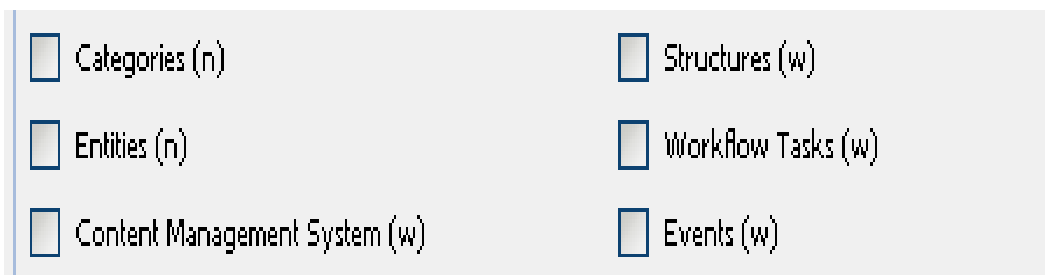 Categories (n)
Structures (w)
Entities (n)
Workflow Tasks (w)
Content Management System (w)
Events (w)